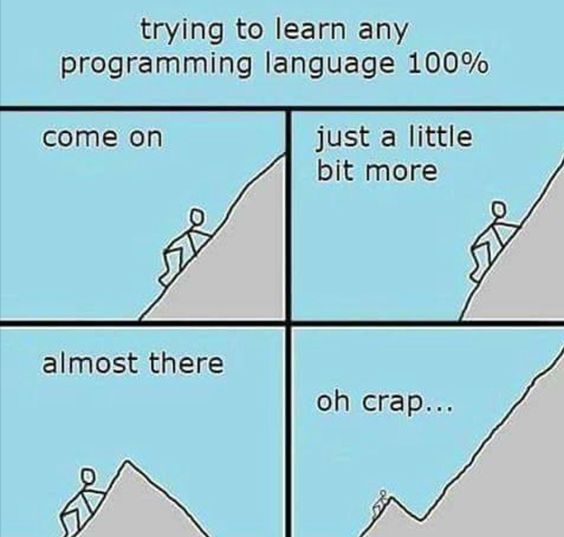 trying to learn any
programming language 100%
come on
just a little
bit more
almost there
oh crap...